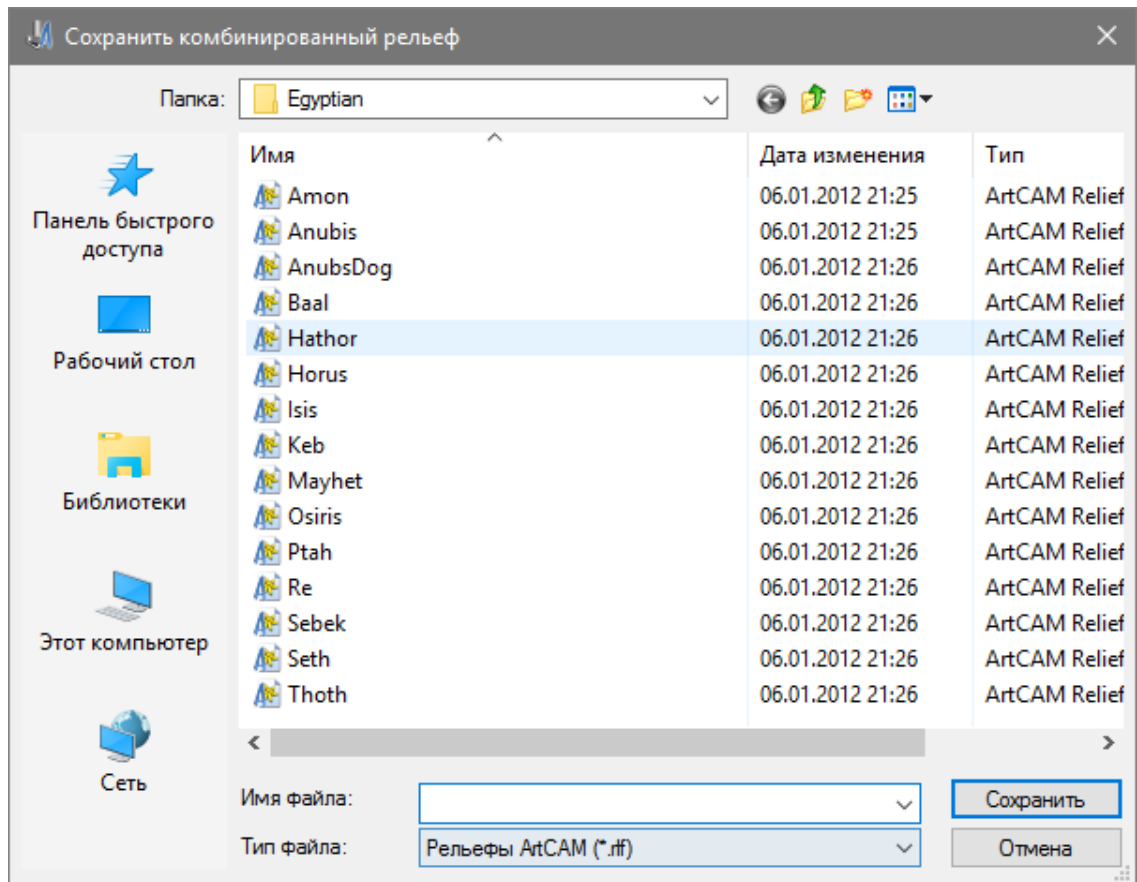 Сохранить комбинированный рельеф
Папка: Egyptian
Имя Дата изменения Тип
Amon 06.01.2012 21:25 ArtCAM Relief
Anubis 06.01.2012 21:25 ArtCAM Relief
AnubsDog 06.01.2012 21:26 ArtCAM Relief
Baal 06.01.2012 21:26 ArtCAM Relief
Hathor 06.01.2012 21:26 ArtCAM Relief
Horus 06.01.2012 21:26 ArtCAM Relief
Isis 06.01.2012 21:26 ArtCAM Relief
Keb 06.01.2012 21:26 ArtCAM Relief
Mayhet 06.01.2012 21:26 ArtCAM Relief
Osiris 06.01.2012 21:26 ArtCAM Relief
Ptah 06.01.2012 21:26 ArtCAM Relief
Re 06.01.2012 21:26 ArtCAM Relief
Sebek 06.01.2012 21:26 ArtCAM Relief
Seth 06.01.2012 21:26 ArtCAM Relief
Thoth 06.01.2012 21:26 ArtCAM Relief
Панель быстрого
доступа
Рабочий стол
Библиотеки
Этот компьютер
Сеть
Имя файла: Сохранить
Тип файла: Рельефы ArtCAM (*.rlf) Отмена